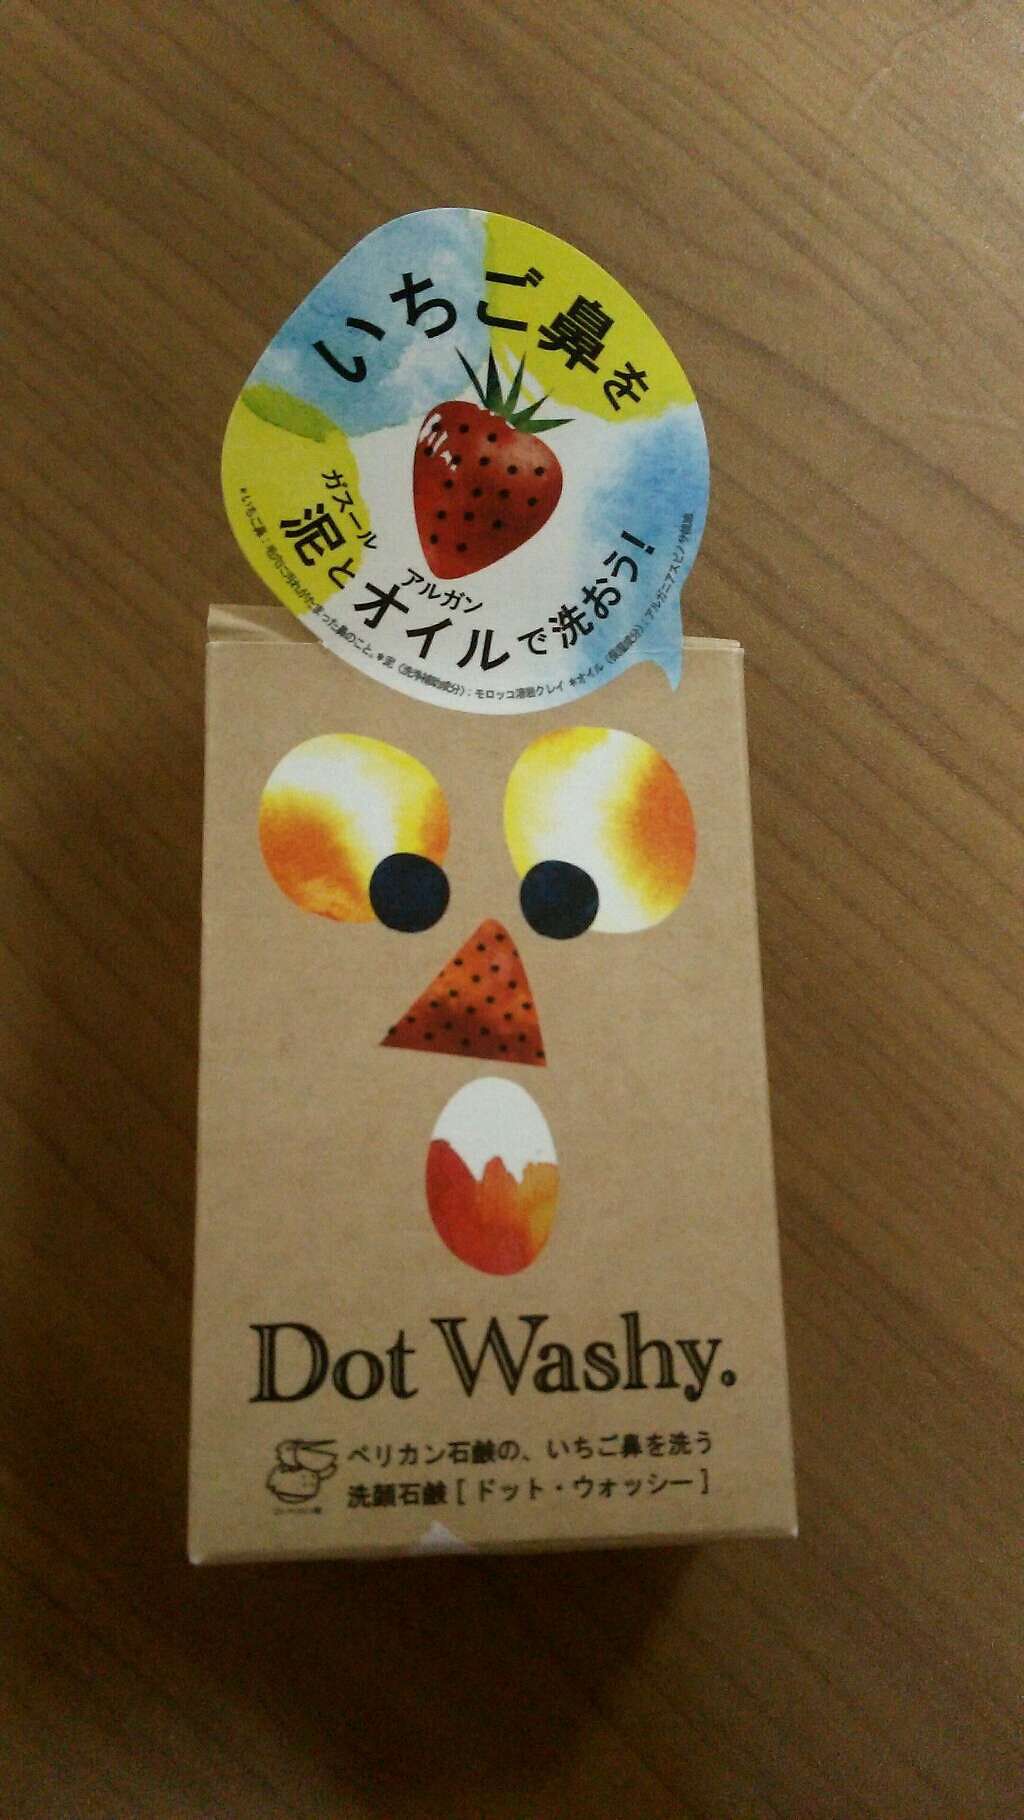 いちご鼻を
ガスール
泥と
アルガン
オイルで洗おう!
*いちご鼻:毛穴に汚れがたまった鼻のこと。*泥(洗浄補助成分):モロッコ溶岩クレイ *オイル(保湿成分):アルガニアスピノサ核油
Dot Washy.
ペリカン石鹸の、いちご鼻を洗う
洗顔石鹸[ドット・ウォッシー]